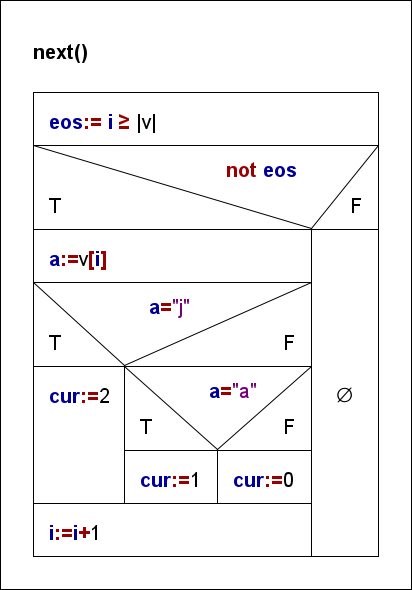 next()
eos:= i ≥ |v|
not eos
T
F
a:=v[i]
a="j"
T
F
cur:=2
a="a"
∅
T
F
cur:=1
cur:=0
i:=i+1